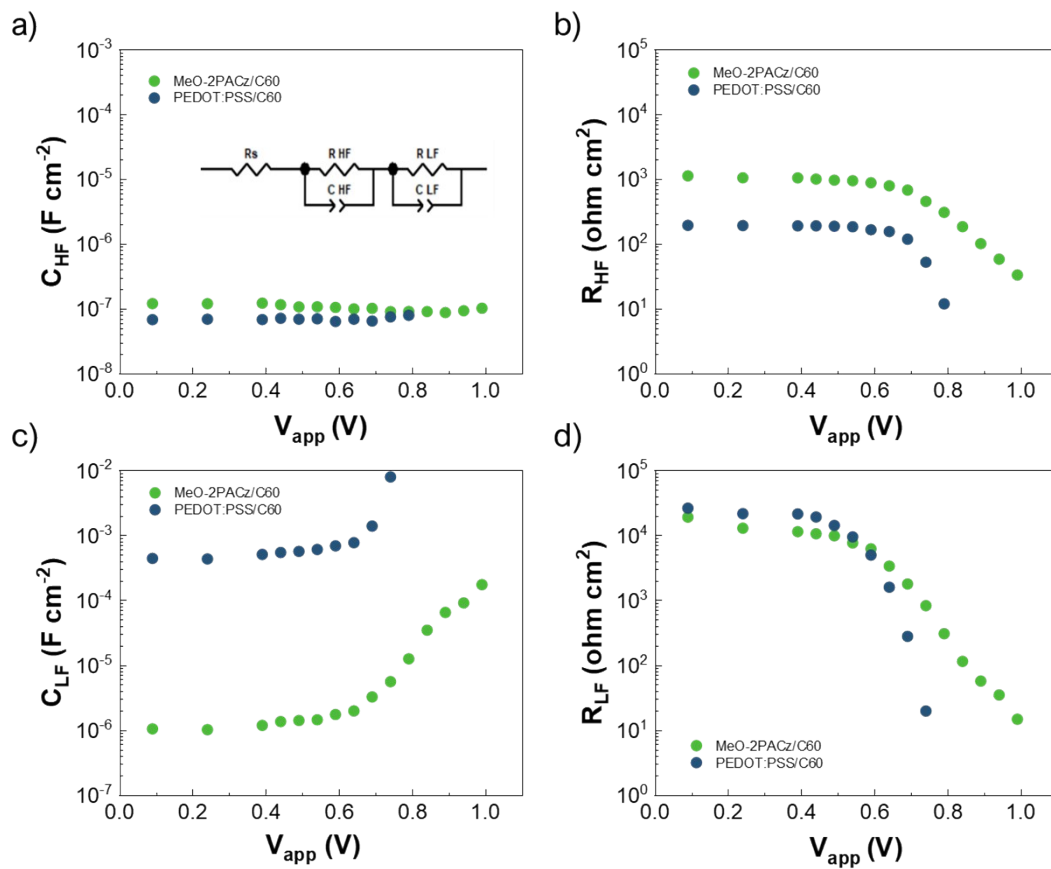 a)
10⁻³
10⁻⁴
10⁻⁵
10⁻⁶
10⁻⁷
10⁻⁸
C_HF (F cm⁻²)
MeO-2PACz/C60
PEDOT:PSS/C60
Rs R HF R LF
C HF C LF
0.0 0.2 0.4 0.6 0.8 1.0
V_app (V)
b)
10⁵
10⁴
10³
10²
10¹
10⁰
R_HF (ohm cm²)
MeO-2PACz/C60
PEDOT:PSS/C60
0.0 0.2 0.4 0.6 0.8 1.0
V_app (V)
c)
10⁻²
10⁻³
10⁻⁴
10⁻⁵
10⁻⁶
10⁻⁷
C_LF (F cm⁻²)
MeO-2PACz/C60
PEDOT:PSS/C60
0.0 0.2 0.4 0.6 0.8 1.0
V_app (V)
d)
10⁵
10⁴
10³
10²
10¹
10⁰
R_LF (ohm cm²)
MeO-2PACz/C60
PEDOT:PSS/C60
0.0 0.2 0.4 0.6 0.8 1.0
V_app (V)